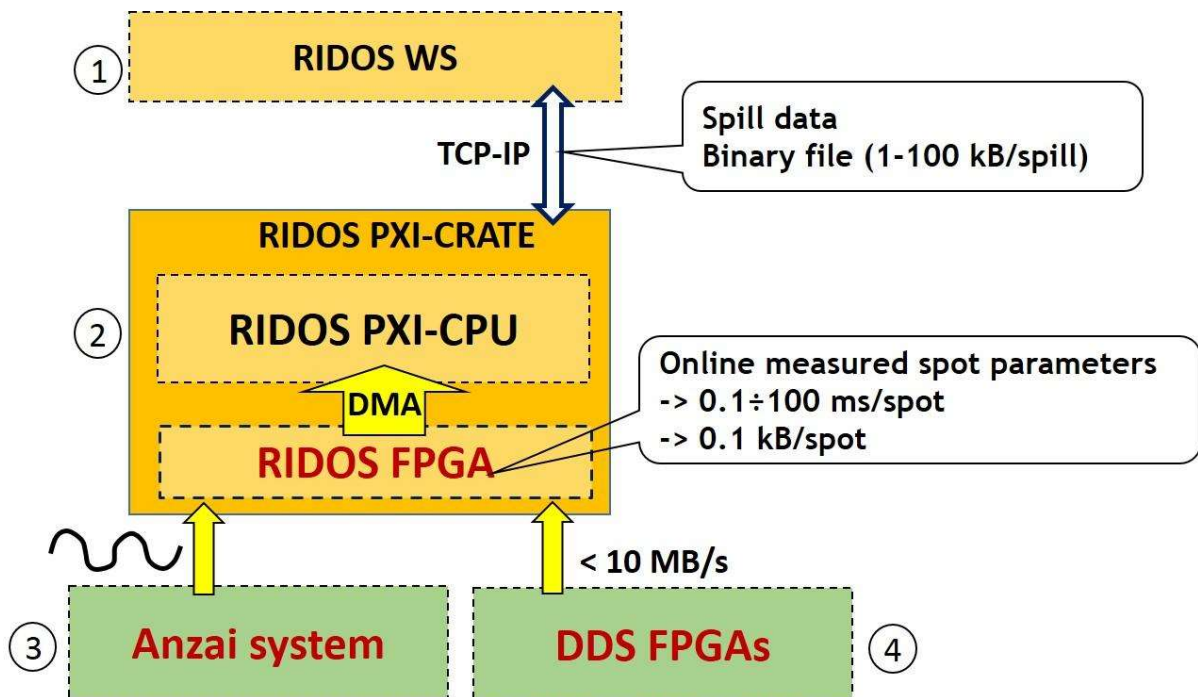 1
RIDOS WS
TCP-IP
Spill data
Binary file (1-100 kB/spill)
RIDOS PXI-CRATE
2
RIDOS PXI-CPU
DMA
RIDOS FPGA
Online measured spot parameters
-> 0.1÷100 ms/spot
-> 0.1 kB/spot
< 10 MB/s
3
Anzai system
DDS FPGAs
4